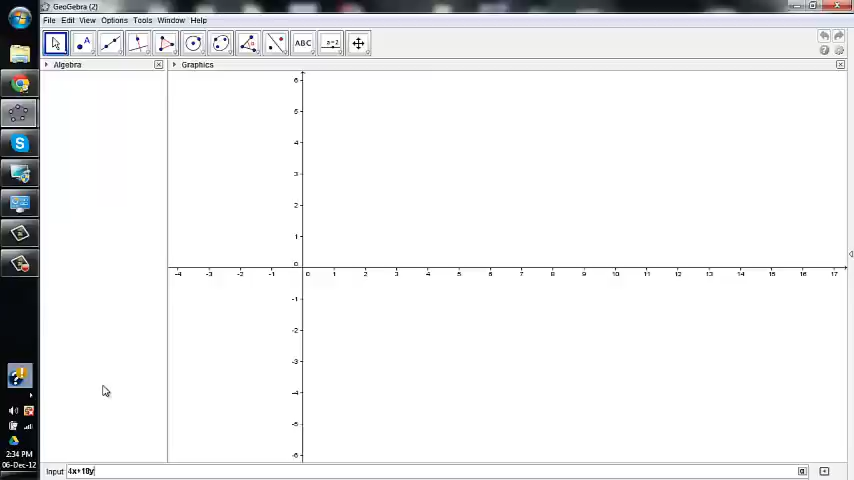 GeoGebra (2)
File Edit View Options Tools Window Help
A
ABC
a=2
Algebra
Graphics
6
5
4
3
2
1
0
-4 -3 -2 -1 0 1 2 3 4 5 6 7 8 9 10 11 12 13 14 15 16 17
-1
-2
-3
-4
-5
-6
2:34 PM
06-Dec-12
Input 4x+18y
α